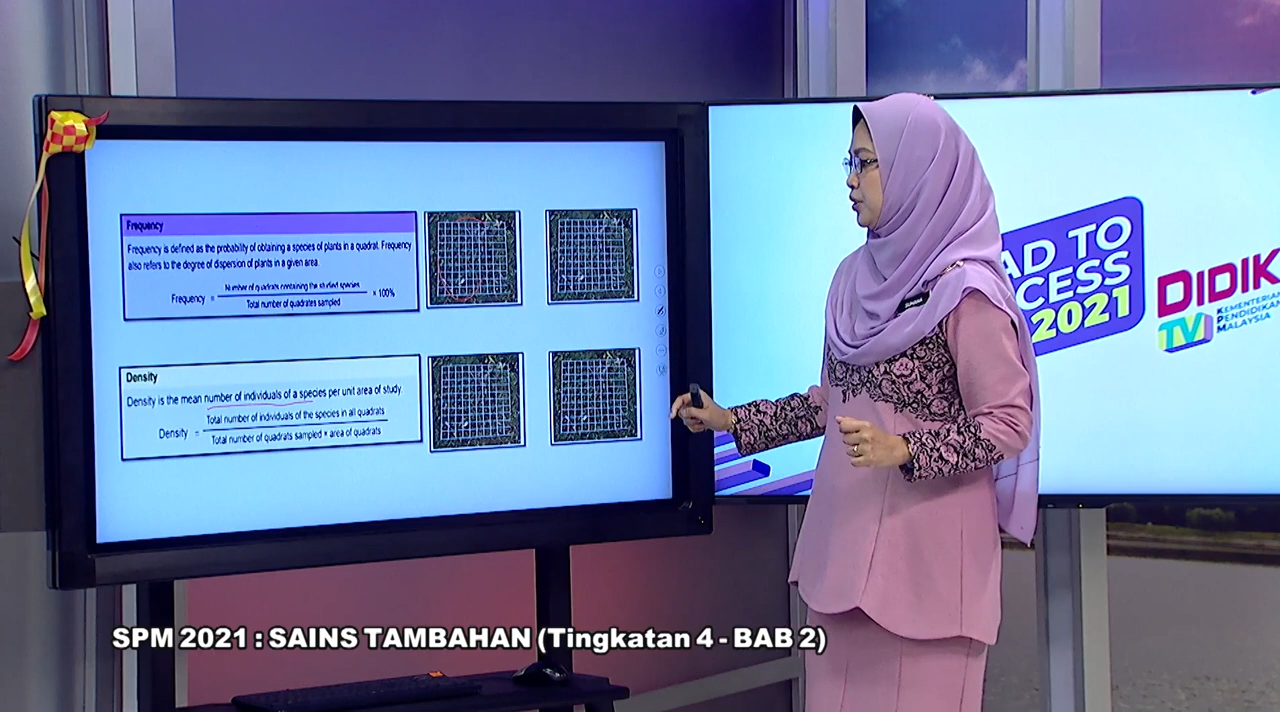 Frequency
Frequency is defined as the probability of obtaining a species of plants in a quadrat. Frequency
also refers to the degree of dispersion of plants in a given area.
Frequency = Number of quadrats containing the studied species
Total number of quadrates sampled
× 100%
Density
Density is the mean number of individuals of a species per unit area of study.
Density = Total number of individuals of the species in all quadrats
Total number of quadrats sampled × area of quadrats
AD TO
CESS
2021
DIDIK
TV
KEMENTERIAN
PENDIDIKAN
MALAYSIA
SPM 2021 : SAINS TAMBAHAN (Tingkatan 4 - BAB 2)